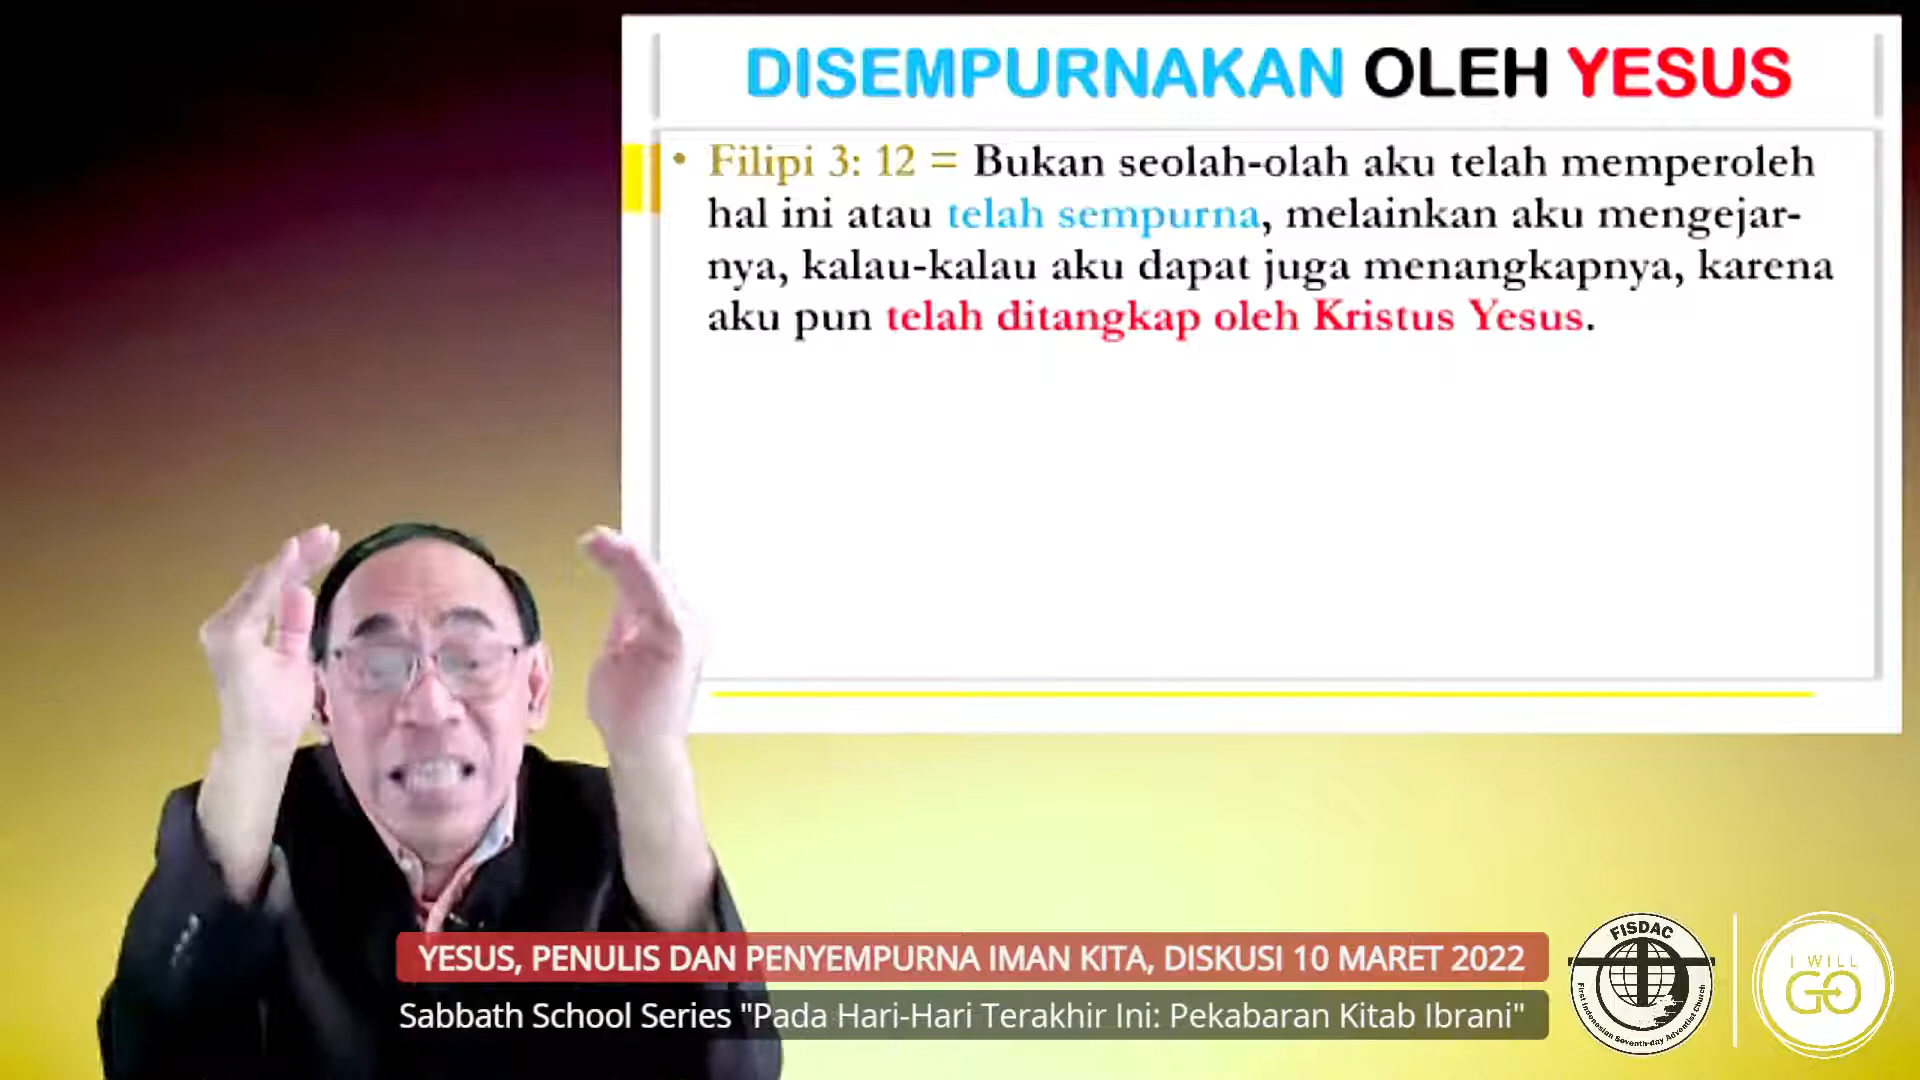 DISEMPURNAKAN OLEH YESUS
• Filipi 3: 12 = Bukan seolah-olah aku telah memperoleh
hal ini atau telah sempurna, melainkan aku mengejar-
nya, kalau-kalau aku dapat juga menangkapnya, karena
aku pun telah ditangkap oleh Kristus Yesus.
YESUS, PENULIS DAN PENYEMPURNA IMAN KITA, DISKUSI 10 MARET 2022
Sabbath School Series "Pada Hari-Hari Terakhir Ini: Pekabaran Kitab Ibrani"
FISDAC
First Indonesian Seventh-day Adventist Church
I WILL
GO